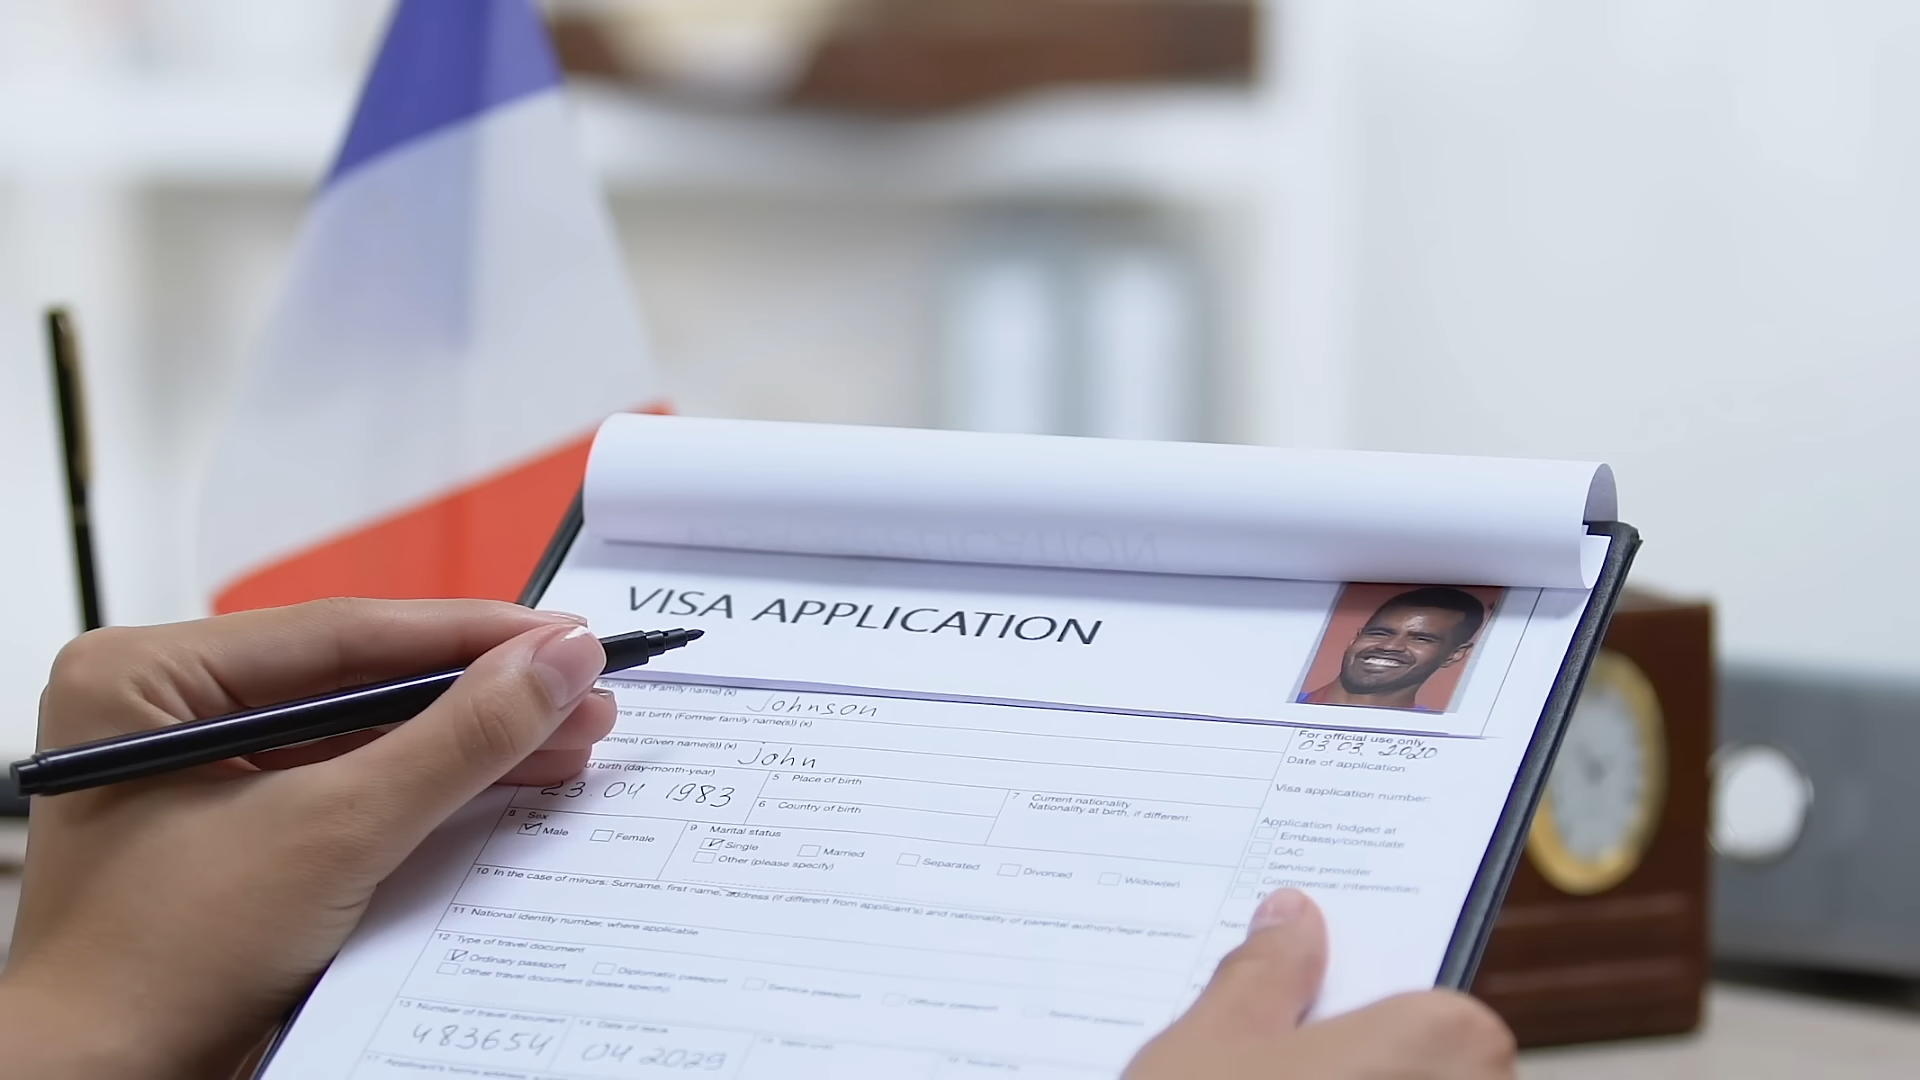 VISA APPLICATION
Surname (Family name) (x)
Johnson
me at birth (Former family name(s)) (x)
ame(s) (Given name(s)) (x)
John
of birth (day-month-year)
23.04 1983
5 Place of birth
6 Country of birth
7 Current nationality
Nationality at birth, if different:
8 Sex
Male
Female
9 Marital status
Single
Married
Separated
Divorced
Widow(er)
Other (please specify)
10 In the case of minors: Surname, first name, address (if different from applicant's) and nationality of parental authority/legal guardian
11 National identity number, where applicable
12 Type of travel document
Ordinary passport
Diplomatic passport
Service passport
Official passport
Special passport
Other travel document (please specify)
13 Number of travel document
483654
14 Date of issue
04 2029
17 Applicant's home address
For official use only
03 03. 2020
Date of application
Visa application number:
Application lodged at
Embassy/consulate
CAC
Service provider
Commercial intermediary